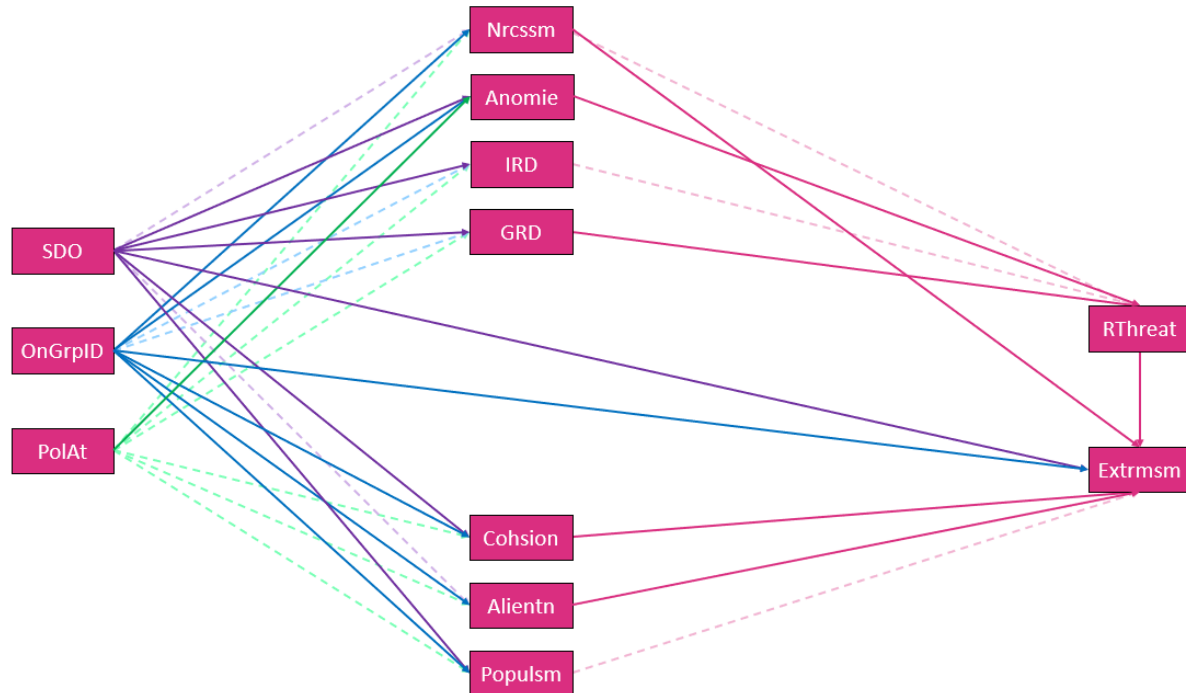 Nrcssm
Anomie
IRD
GRD
SDO
OnGrpID
PolAt
RThreat
Extrmsm
Cohsion
Alientn
Populsm